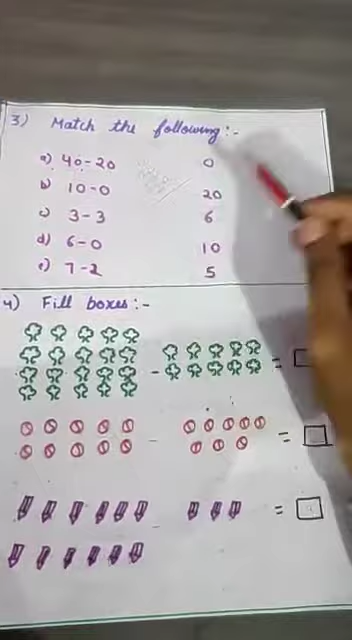 3) Match the following:-
a) 40-20 0
b) 10-0 20
c) 3-3 6
d) 6-0 10
e) 7-2 5
4) Fill boxes:-
- =
- =
- =